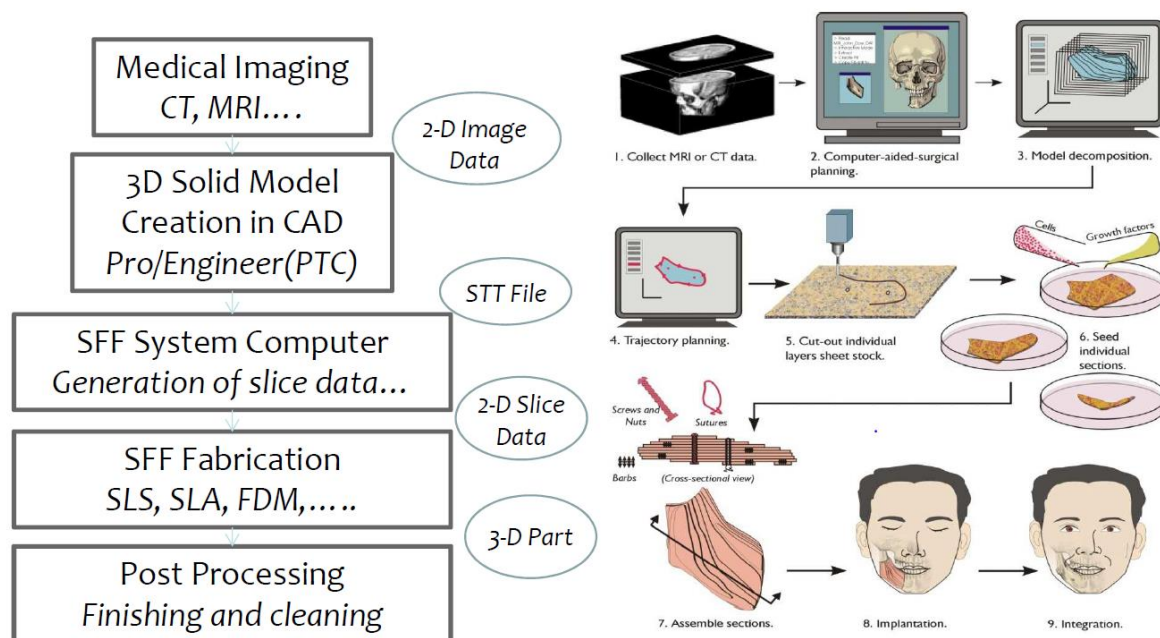 Medical Imaging
CT, MRI….
2-D Image
Data
3D Solid Model
Creation in CAD
Pro/Engineer(PTC)
STT File
SFF System Computer
Generation of slice data…
2-D Slice
Data
SFF Fabrication
SLS, SLA, FDM,…..
3-D Part
Post Processing
Finishing and cleaning
1. Collect MRI or CT data.
2. Computer-aided-surgical
planning.
3. Model decomposition.
4. Trajectory planning.
5. Cut-out individual
layers sheet stock.
Cells
Growth factors
6. Seed
individual
sections.
Screws and
Nuts
Sutures
Barbs
(Cross-sectional view)
7. Assemble sections.
8. Implantation.
9. Integration.